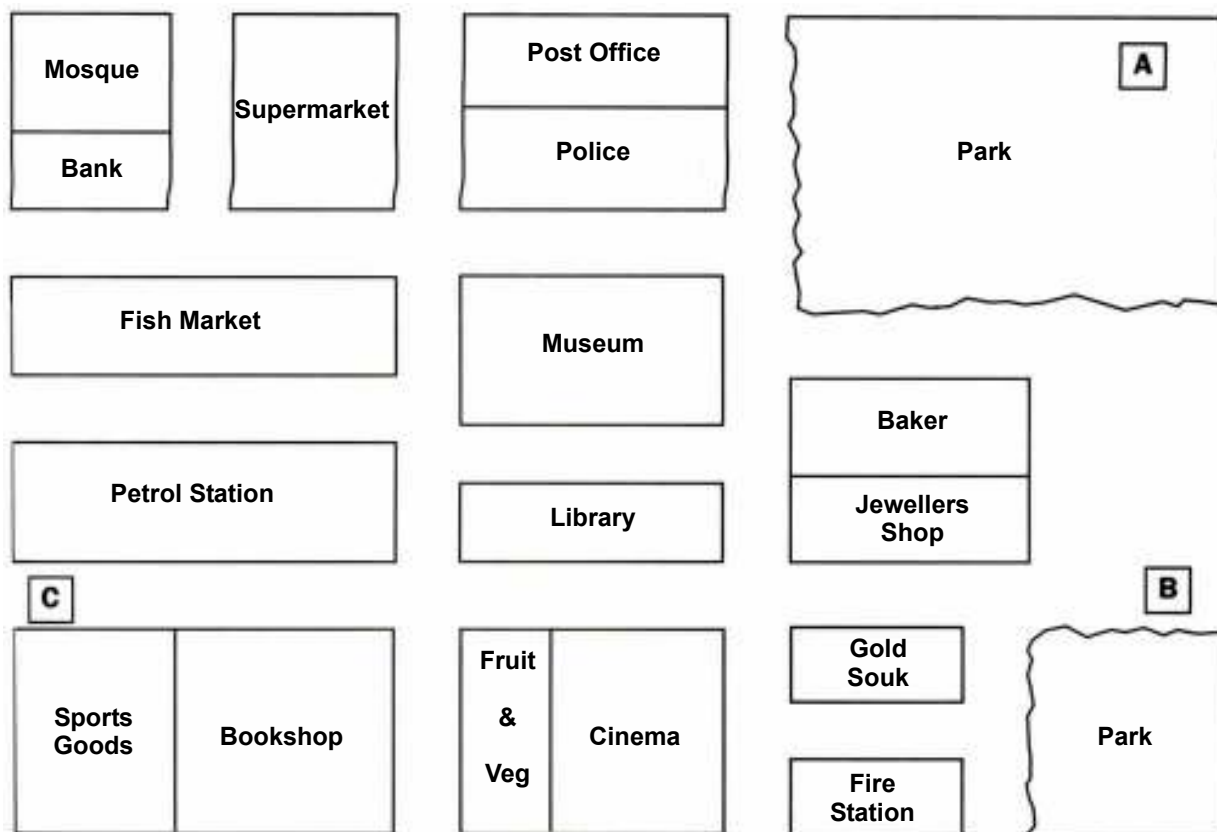 Mosque
Bank
Supermarket
Post Office
Police
A
Park
Fish Market
Museum
Baker
Petrol Station
Library
Jewellers
Shop
C
B
Sports
Goods
Bookshop
Fruit
&
Veg
Cinema
Gold
Souk
Fire
Station
Park